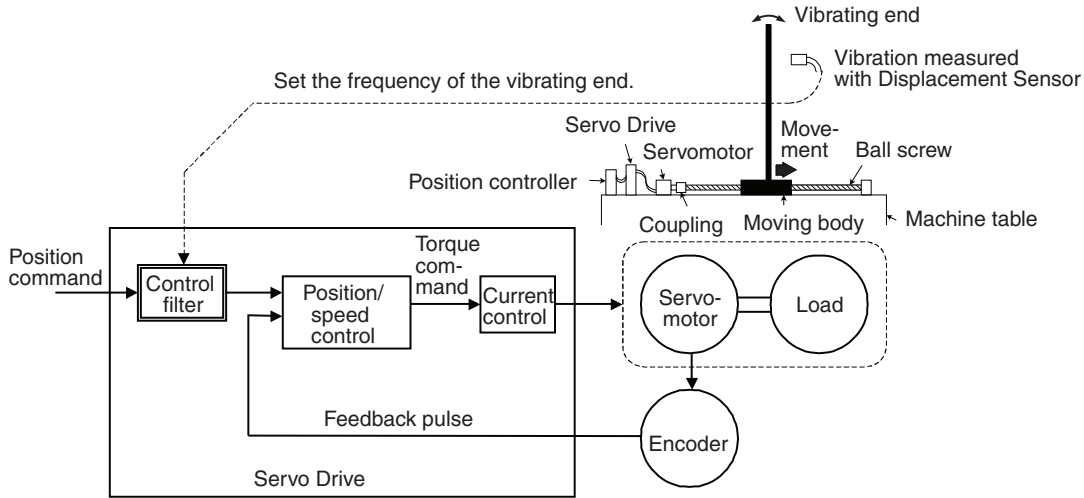 Vibrating end
Vibration measured
with Displacement Sensor
Set the frequency of the vibrating end.
Servo Drive
Servomotor
Move-
ment
Ball screw
Position controller
Coupling
Moving body
Machine table
Position
command
Control
filter
Position/
speed
control
Torque
com-
mand
Current
control
Servo-
motor
Load
Feedback pulse
Encoder
Servo Drive